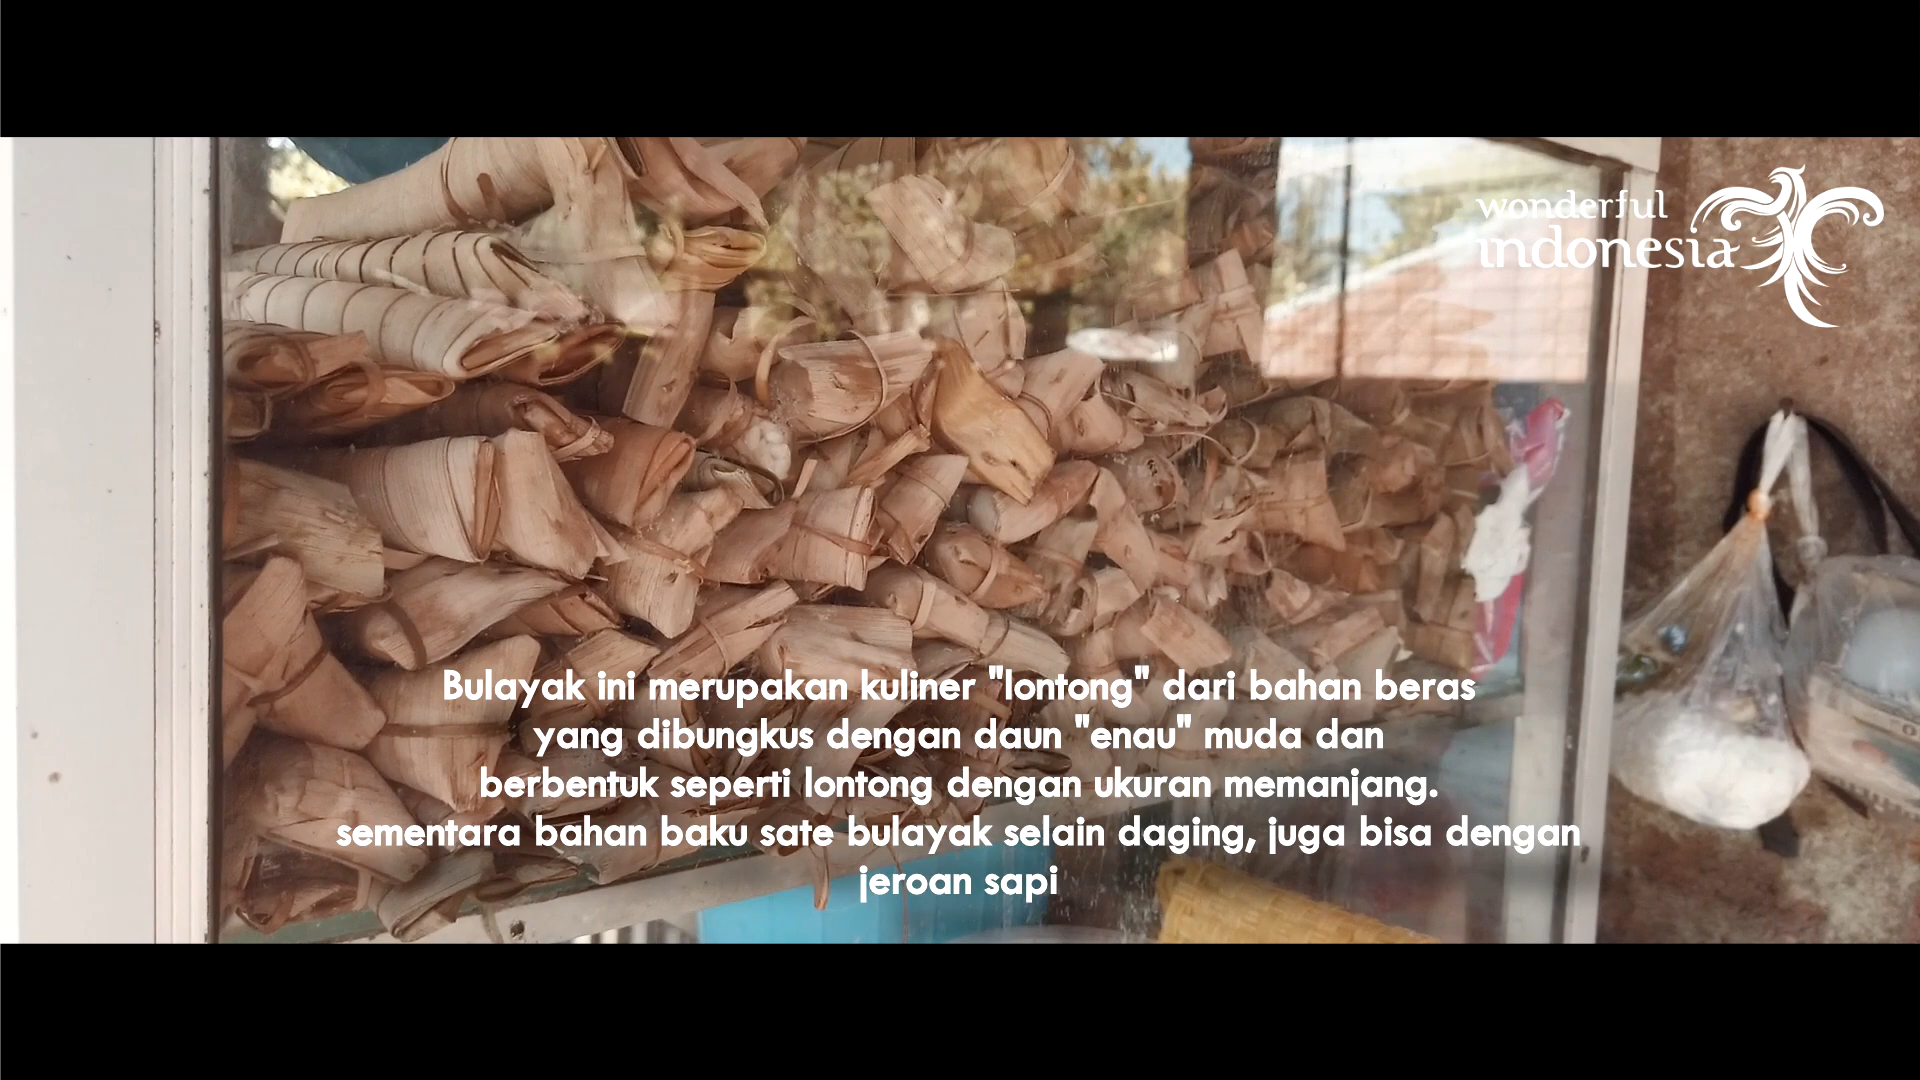 wonderful
indonesia
Bulayak ini merupakan kuliner "lontong" dari bahan beras
yang dibungkus dengan daun "enau" muda dan
berbentuk seperti lontong dengan ukuran memanjang.
sementara bahan baku sate bulayak selain daging, juga bisa dengan
jeroan sapi